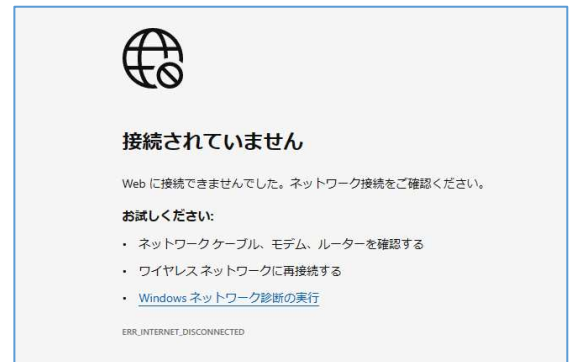 接続されていません
Web に接続できませんでした。ネットワーク接続をご確認ください。
お試しください:
• ネットワーク ケーブル、モデム、ルーターを確認する
• ワイヤレス ネットワークに再接続する
• Windows ネットワーク診断の実行
ERR_INTERNET_DISCONNECTED